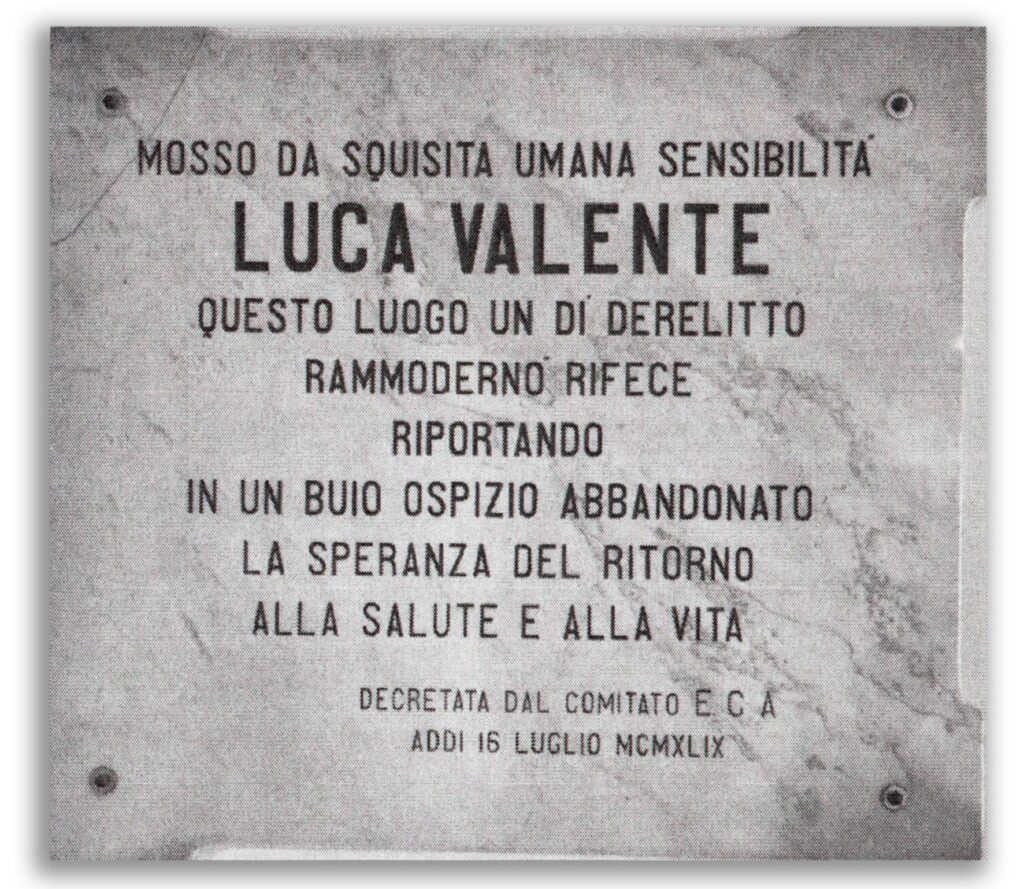 MOSSO DA SQUISITA UMANA SENSIBILITÀ
LUCA VALENTE
QUESTO LUOGO UN DÌ DERELITTO
RAMMODERNÒ RIFECE
RIPORTANDO
IN UN BUIO OSPIZIO ABBANDONATO
LA SPERANZA DEL RITORNO
ALLA SALUTE E ALLA VITA
DECRETATA DAL COMITATO E C A
ADDI 16 LUGLIO MCMXLIX